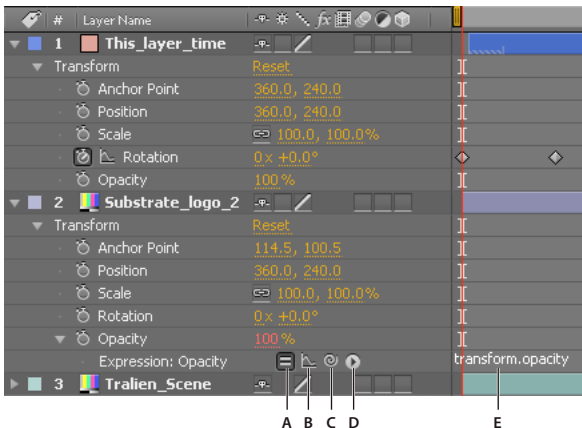 # Layer Name fx
1 This_layer_time
Transform Reset
Anchor Point 360.0, 240.0
Position 360.0, 240.0
Scale 100.0, 100.0%
Rotation 0x +0.0°
Opacity 100%
2 Substrate_logo_2
Transform Reset
Anchor Point 114.5, 100.5
Position 360.0, 240.0
Scale 100.0, 100.0%
Rotation 0x +0.0°
Opacity 100%
Expression: Opacity transform.opacity
3 Tralien_Scene
A B C D E